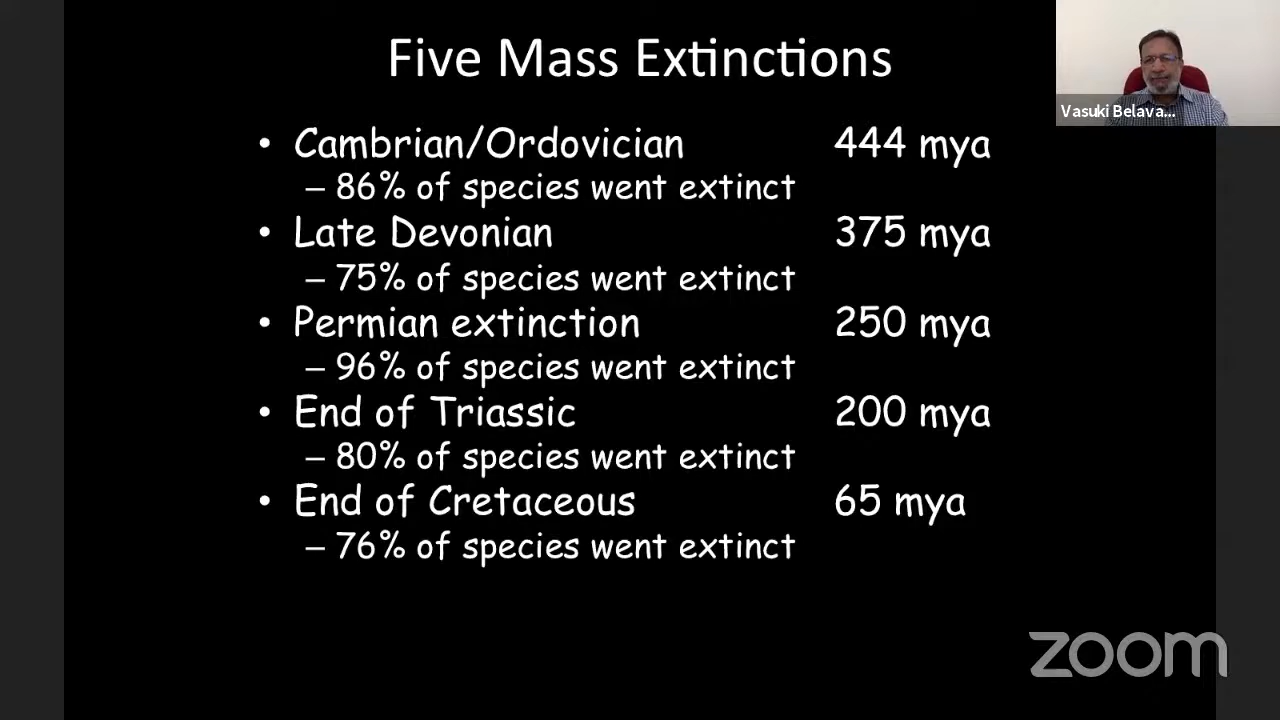 Five Mass Extinctions
Vasuki Belava...
• Cambrian/Ordovician 444 mya
– 86% of species went extinct
• Late Devonian 375 mya
– 75% of species went extinct
• Permian extinction 250 mya
– 96% of species went extinct
• End of Triassic 200 mya
– 80% of species went extinct
• End of Cretaceous 65 mya
– 76% of species went extinct
zoom